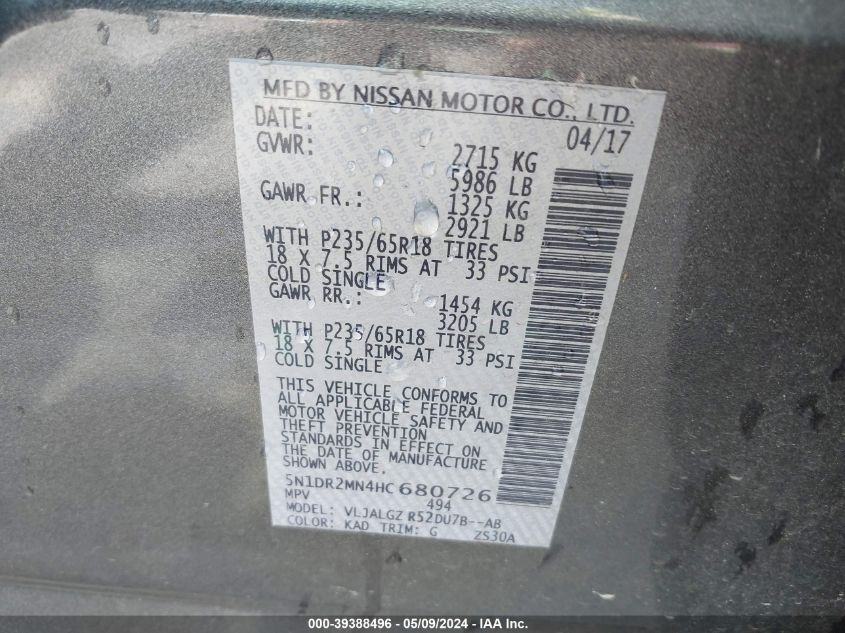 MFD BY NISSAN MOTOR CO., LTD.
DATE: 04/17
GVWR: 2715 KG
5986 LB
GAWR FR.: 1325 KG
2921 LB
WITH P235/65R18 TIRES
18 X 7.5 RIMS AT 33 PSI
COLD SINGLE
GAWR RR.: 1454 KG
3205 LB
WITH P235/65R18 TIRES
18 X 7.5 RIMS AT 33 PSI
COLD SINGLE
THIS VEHICLE CONFORMS TO
ALL APPLICABLE FEDERAL
MOTOR VEHICLE SAFETY AND
THEFT PREVENTION
STANDARDS IN EFFECT ON
THE DATE OF MANUFACTURE
SHOWN ABOVE.
5N1DR2MN4HC680726
MPV 494
MODEL: VLJALGZ R52DU7B--AB
COLOR: KAD TRIM: G ZS30A
000-39388496 - 05/09/2024 - IAA Inc.